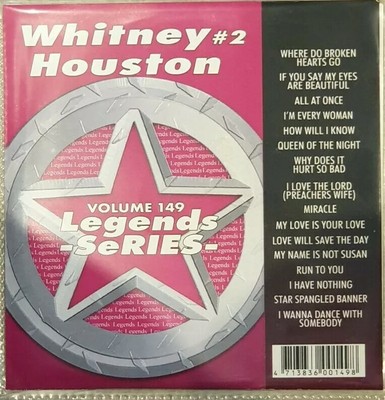 Whitney #2
Houston
VOLUME 149
Legends
-SeRIES-
WHERE DO BROKEN
HEARTS GO
IF YOU SAY MY EYES
ARE BEAUTIFUL
ALL AT ONCE
I'M EVERY WOMAN
HOW WILL I KNOW
QUEEN OF THE NIGHT
WHY DOES IT
HURT SO BAD
I LOVE THE LORD
(PREACHERS WIFE)
MIRACLE
MY LOVE IS YOUR LOVE
LOVE WILL SAVE THE DAY
MY NAME IS NOT SUSAN
RUN TO YOU
I HAVE NOTHING
STAR SPANGLED BANNER
I WANNA DANCE WITH
SOMEBODY
4 713836 001498